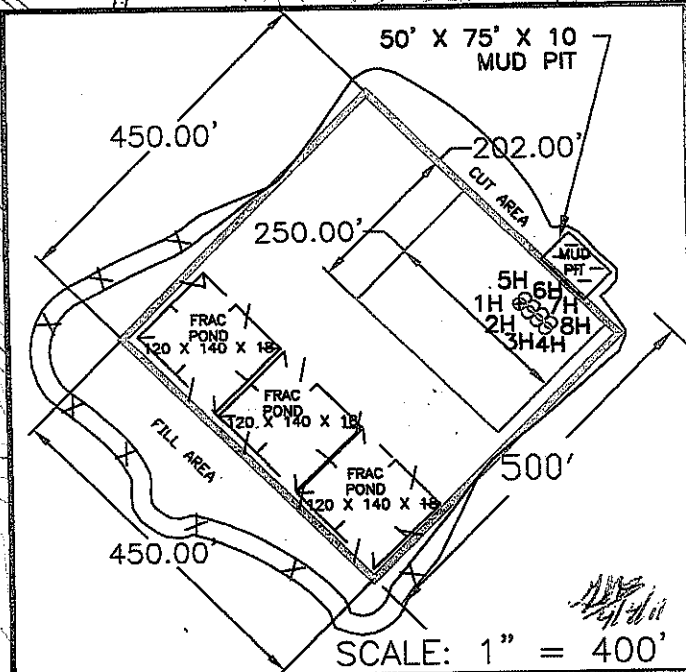 50' X 75' X 10
MUD PIT
450.00'
202.00'
CUT AREA
250.00'
MUD
PIT
5H 6H
1H 7H
2H 8H
3H 4H
FRAC
POND
120 X 140 X 18
FRAC
POND
120 X 140 X 18
FRAC
POND
120 X 140 X 18
FILL AREA
500'
450.00'
SCALE: 1" = 400'